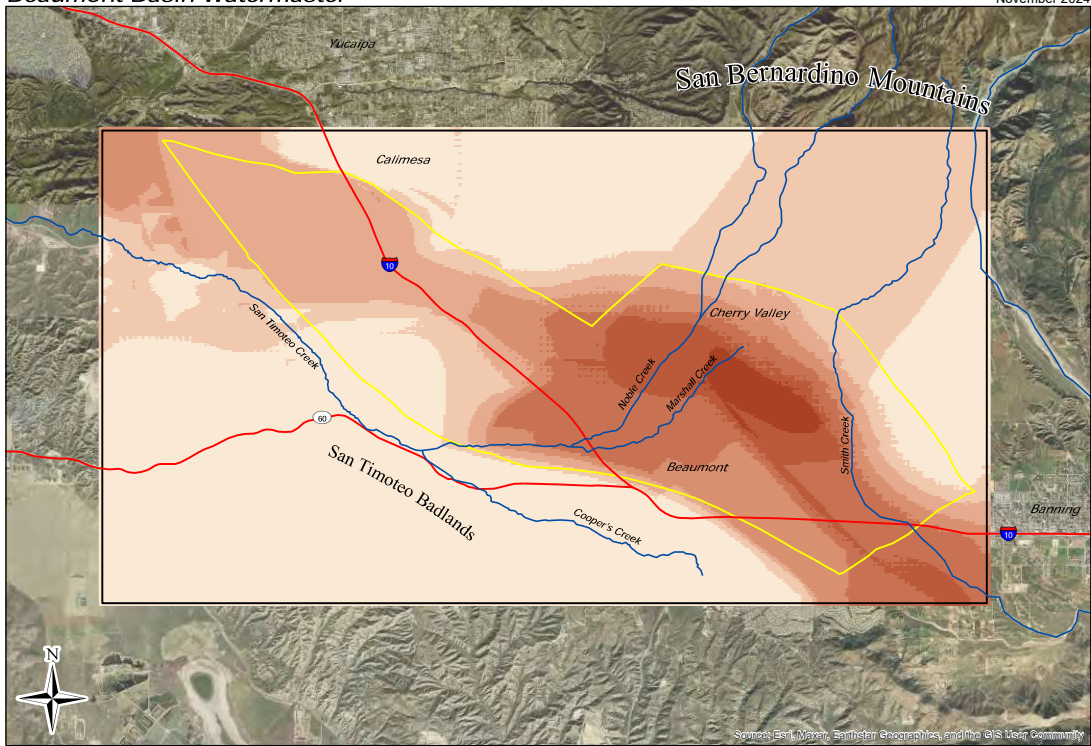 Beaumont Basin Watermaster
November 2024
Yucaipa
San Bernardino Mountains
Calimesa
10
San Timoteo Creek
Cherry Valley
Noble Creek
Marshall Creek
60
Smith Creek
San Timoteo Badlands
Beaumont
Cooper's Creek
Banning
10
N
Source: Esri, Maxar, Earthstar Geographics, and the GIS User Community